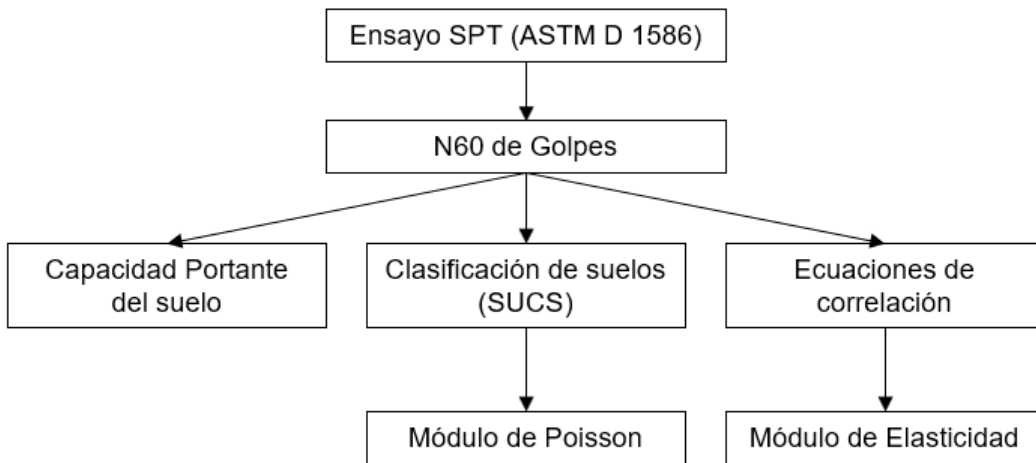 Ensayo SPT (ASTM D 1586)
N60 de Golpes
Capacidad Portante
del suelo
Clasificación de suelos
(SUCS)
Ecuaciones de
correlación
Módulo de Poisson
Módulo de Elasticidad